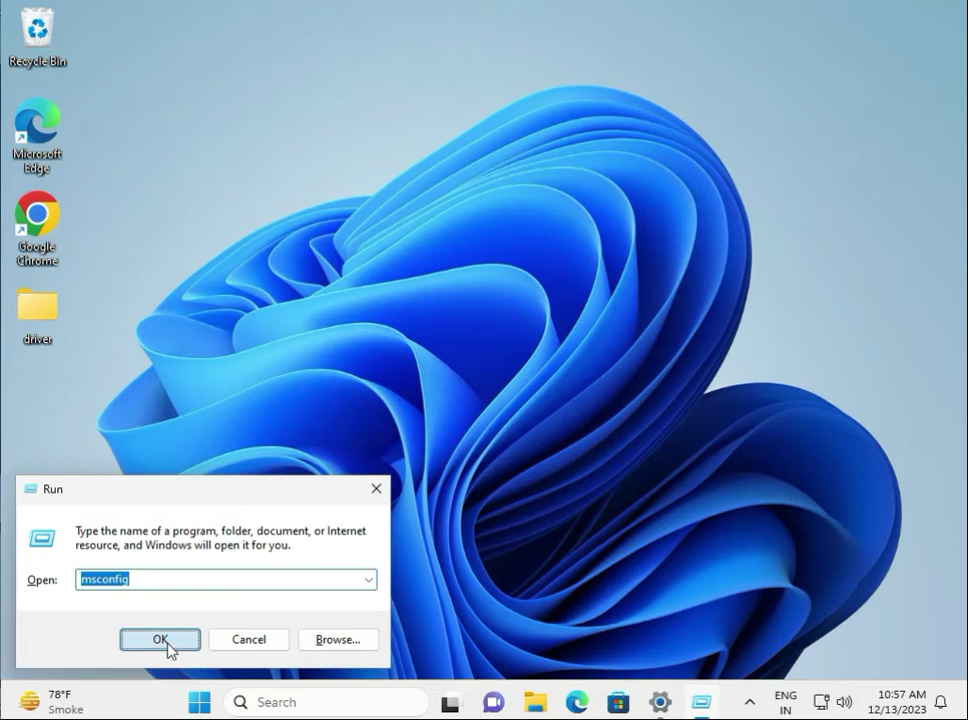 Recycle Bin
Microsoft
Edge
Google
Chrome
driver
Run
Type the name of a program, folder, document, or Internet
resource, and Windows will open it for you.
Open: msconfig
OK Cancel Browse...
78°F
Smoke
Search
ENG
IN
10:57 AM
12/13/2023